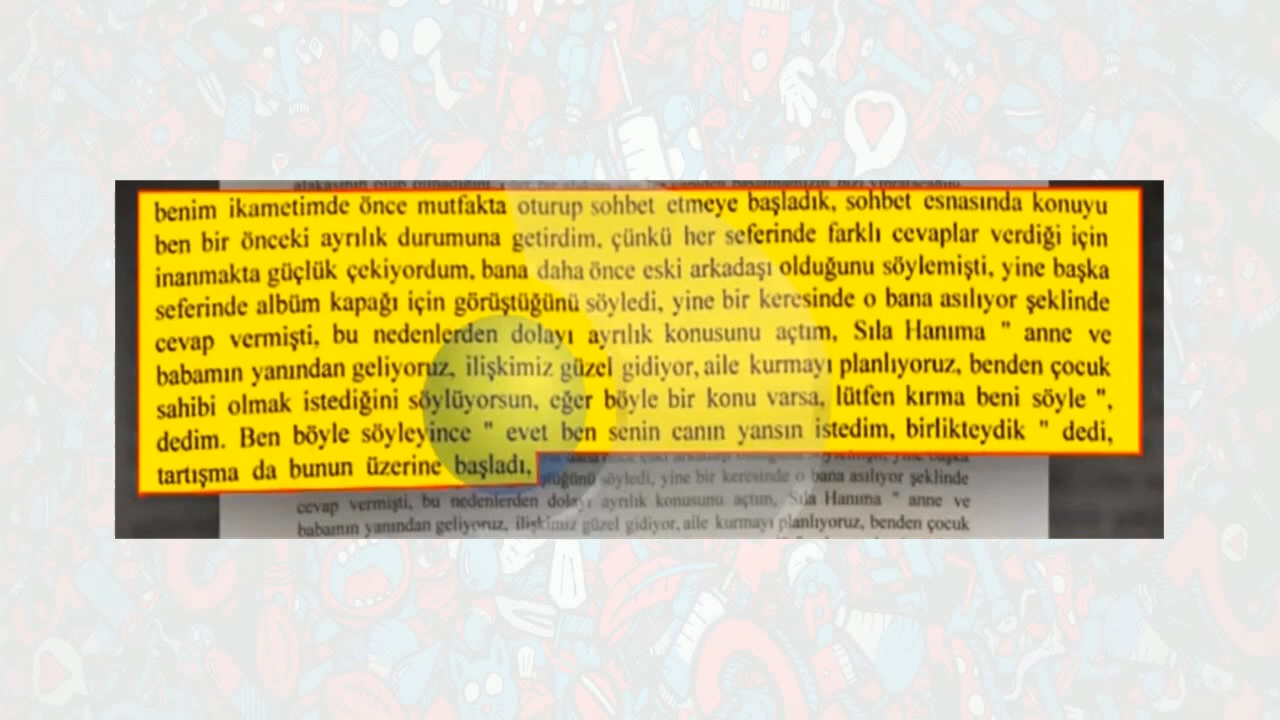 benim ikametimde önce mutfakta oturup sohbet etmeye başladık, sohbet esnasında konuyu
ben bir önceki ayrılık durumuna getirdim, çünkü her seferinde farklı cevaplar verdiği için
inanmakta güçlük çekiyordum, bana daha önce eski arkadaşı olduğunu söylemişti, yine başka
seferinde albüm kapağı için görüştüğünü söyledi, yine bir keresinde o bana asılıyor şeklinde
cevap vermişti, bu nedenlerden dolayı ayrılık konusunu açtım, Sıla Hanıma " anne ve
babamın yanından geliyoruz, ilişkimiz güzel gidiyor, aile kurmayı planlıyoruz, benden çocuk
sahibi olmak istediğini söylüyorsun, eğer böyle bir konu varsa, lütfen kırma beni söyle ",
dedim. Ben böyle söyleyince " evet ben senin canın yansın istedim, birlikteydik " dedi,
tartışma da bunun üzerine başladı,
söyledi, yine bir keresinde o bana asılıyor şeklinde
cevap vermişti, bu nedenlerden dolayı ayrılık konusunu açtım, Sıla Hanıma " anne ve
babamın yanından geliyoruz, ilişkimiz güzel gidiyor, aile kurmayı planlıyoruz, benden çocuk